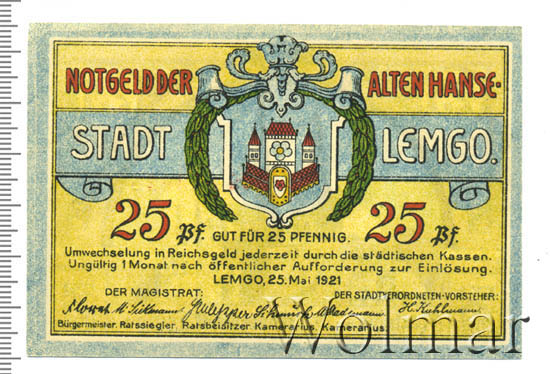 NOTGELD DER ALTEN HANSE-
STADT LEMGO.
25 Pf. GUT FÜR 25 PFENNIG. 25 Pf.
Umwechselung in Reichsgeld jederzeit durch die städtischen Kassen.
Ungültig 1 Monat nach öffentlicher Aufforderung zur Einlösung.
LEMGO, 25. Mai 1921
DER MAGISTRAT: DER STADTVERORDNETEN-VORSTEHER:
H. Kuhlmann
Bürgermeister. Ratssiegler. Ratsbeisitzer Kamerarius. Kamerarius.
Wolmar